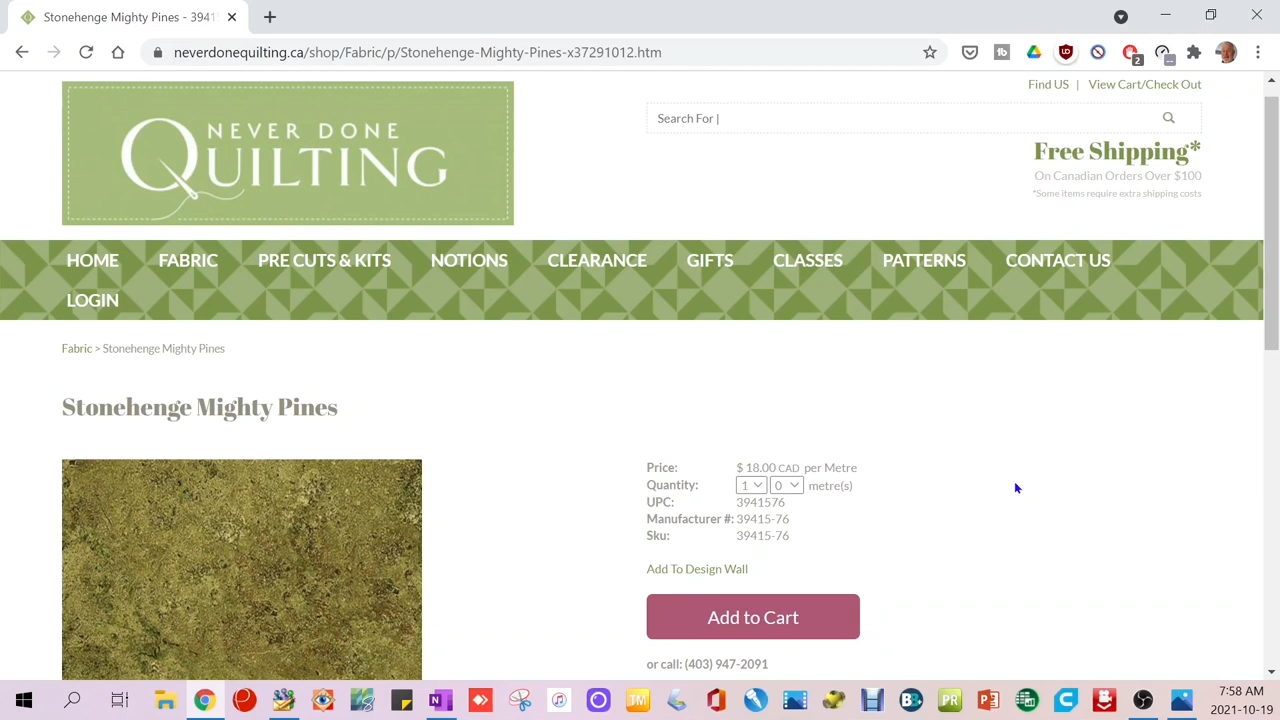 Stonehenge Mighty Pines - 3941
neverdonequilting.ca/shop/Fabric/p/Stonehenge-Mighty-Pines-x37291012.htm
2
--
Find US | View Cart/Check Out
NEVER DONE
QUILTING
Search For |
Free Shipping*
On Canadian Orders Over $100
*Some items require extra shipping costs
HOME FABRIC PRE CUTS & KITS NOTIONS CLEARANCE GIFTS CLASSES PATTERNS CONTACT US
LOGIN
Fabric > Stonehenge Mighty Pines
Stonehenge Mighty Pines
Price: $ 18.00 CAD per Metre
Quantity: 1 0 metre(s)
UPC: 3941576
Manufacturer #: 39415-76
Sku: 39415-76
Add To Design Wall
Add to Cart
or call: (403) 947-2091
7:58 AM
2021-10-19